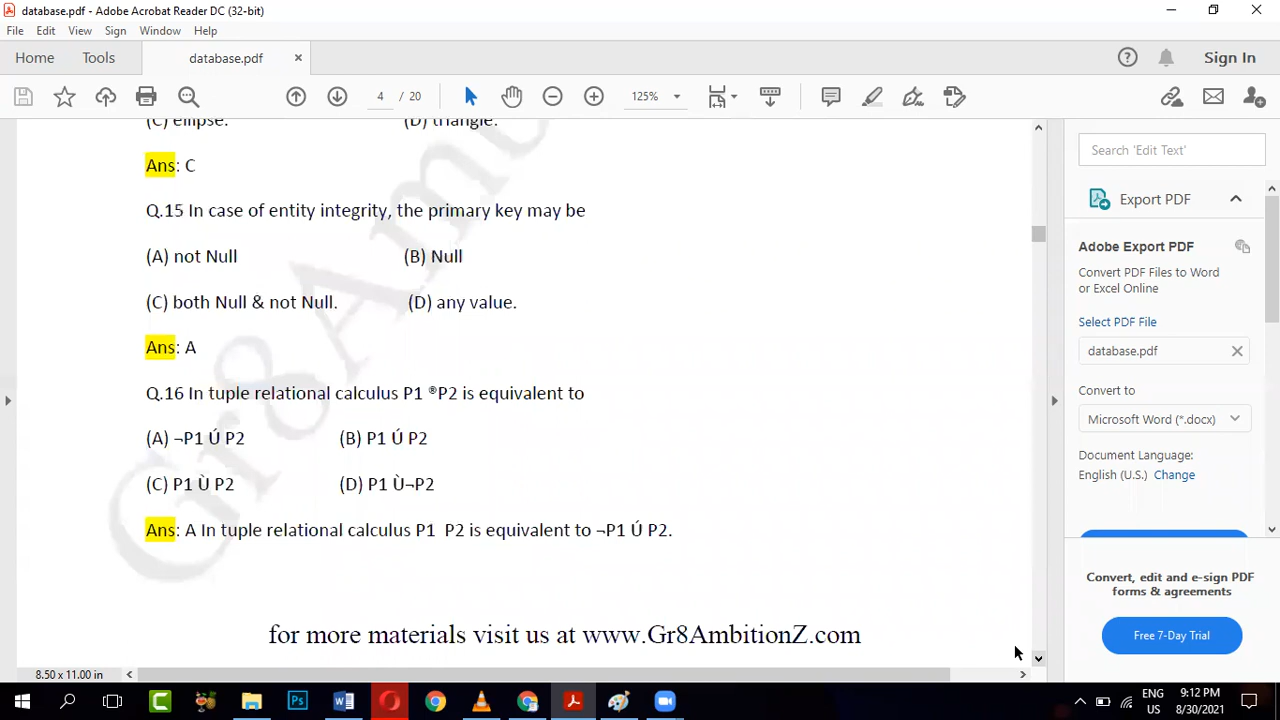 database.pdf - Adobe Acrobat Reader DC (32-bit)
File Edit View Sign Window Help
Home Tools database.pdf
Sign In
4 / 20
125%
(C) ellipse. (D) triangle.
Ans: C
Q.15 In case of entity integrity, the primary key may be
(A) not Null (B) Null
(C) both Null & not Null. (D) any value.
Ans: A
Q.16 In tuple relational calculus P1 ®P2 is equivalent to
(A) ¬P1 Ú P2 (B) P1 Ú P2
(C) P1 Ù P2 (D) P1 Ù¬P2
Ans: A In tuple relational calculus P1 P2 is equivalent to ¬P1 Ú P2.
for more materials visit us at www.Gr8AmbitionZ.com
Gr8Am
8.50 x 11.00 in
Search 'Edit Text'
Export PDF
Adobe Export PDF
Convert PDF Files to Word
or Excel Online
Select PDF File
database.pdf
Convert to
Microsoft Word (*.docx)
Document Language:
English (U.S.) Change
Convert, edit and e-sign PDF
forms & agreements
Free 7-Day Trial
ENG
US
9:12 PM
8/30/2021